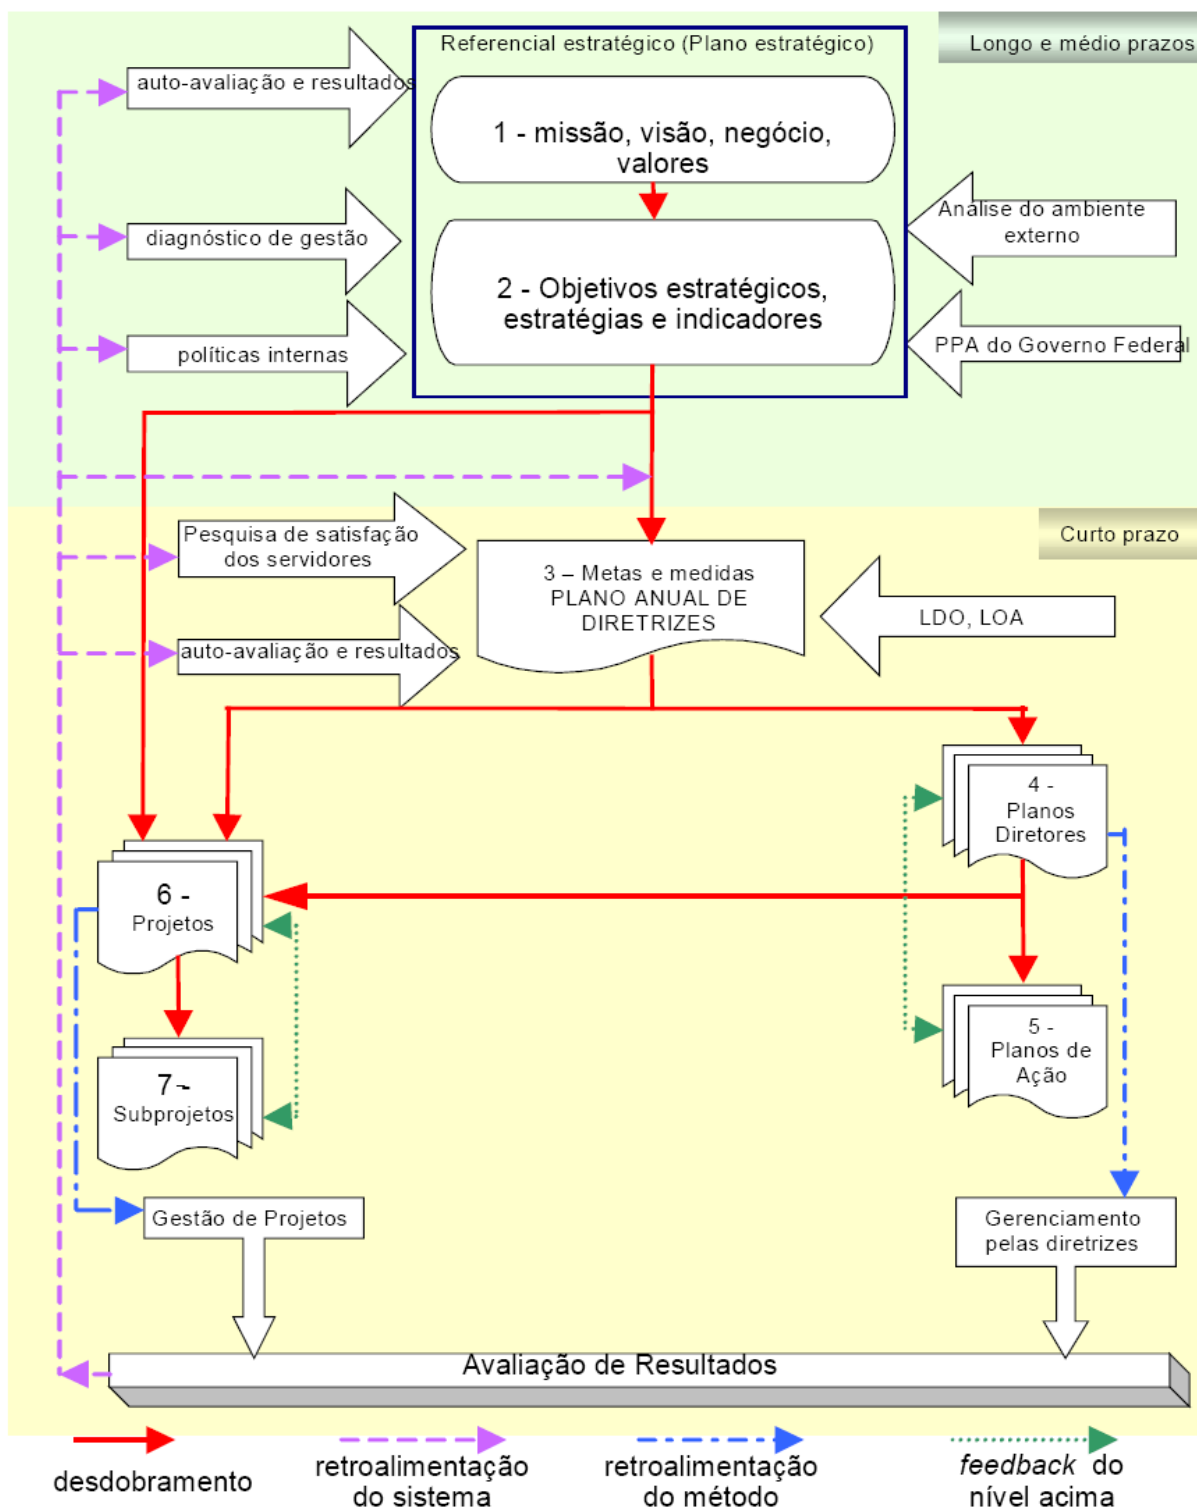 Referencial estratégico (Plano estratégico)
Longo e médio prazos
auto-avaliação e resultados
1 - missão, visão, negócio,
valores
diagnóstico de gestão
Análise do ambiente
externo
2 - Objetivos estratégicos,
estratégias e indicadores
políticas internas
PPA do Governo Federal
Curto prazo
Pesquisa de satisfação
dos servidores
3 – Metas e medidas
PLANO ANUAL DE
DIRETRIZES
LDO, LOA
auto-avaliação e resultados
4 -
Planos
Diretores
6 -
Projetos
5 -
Planos de
Ação
7 -
Subprojetos
Gestão de Projetos
Gerenciamento
pelas diretrizes
Avaliação de Resultados
desdobramento
retroalimentação
do sistema
retroalimentação
do método
feedback do
nível acima